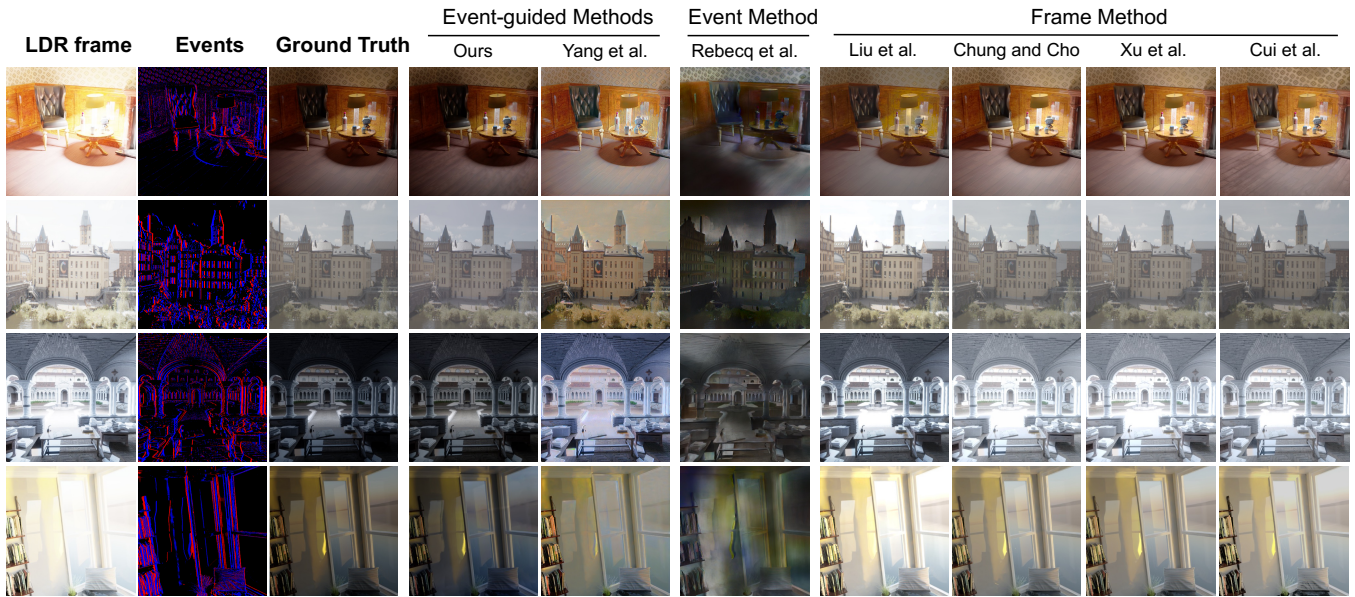 Event-guided Methods
Event Method
Frame Method
LDR frame
Events
Ground Truth
Ours
Yang et al.
Rebecq et al.
Liu et al.
Chung and Cho
Xu et al.
Cui et al.